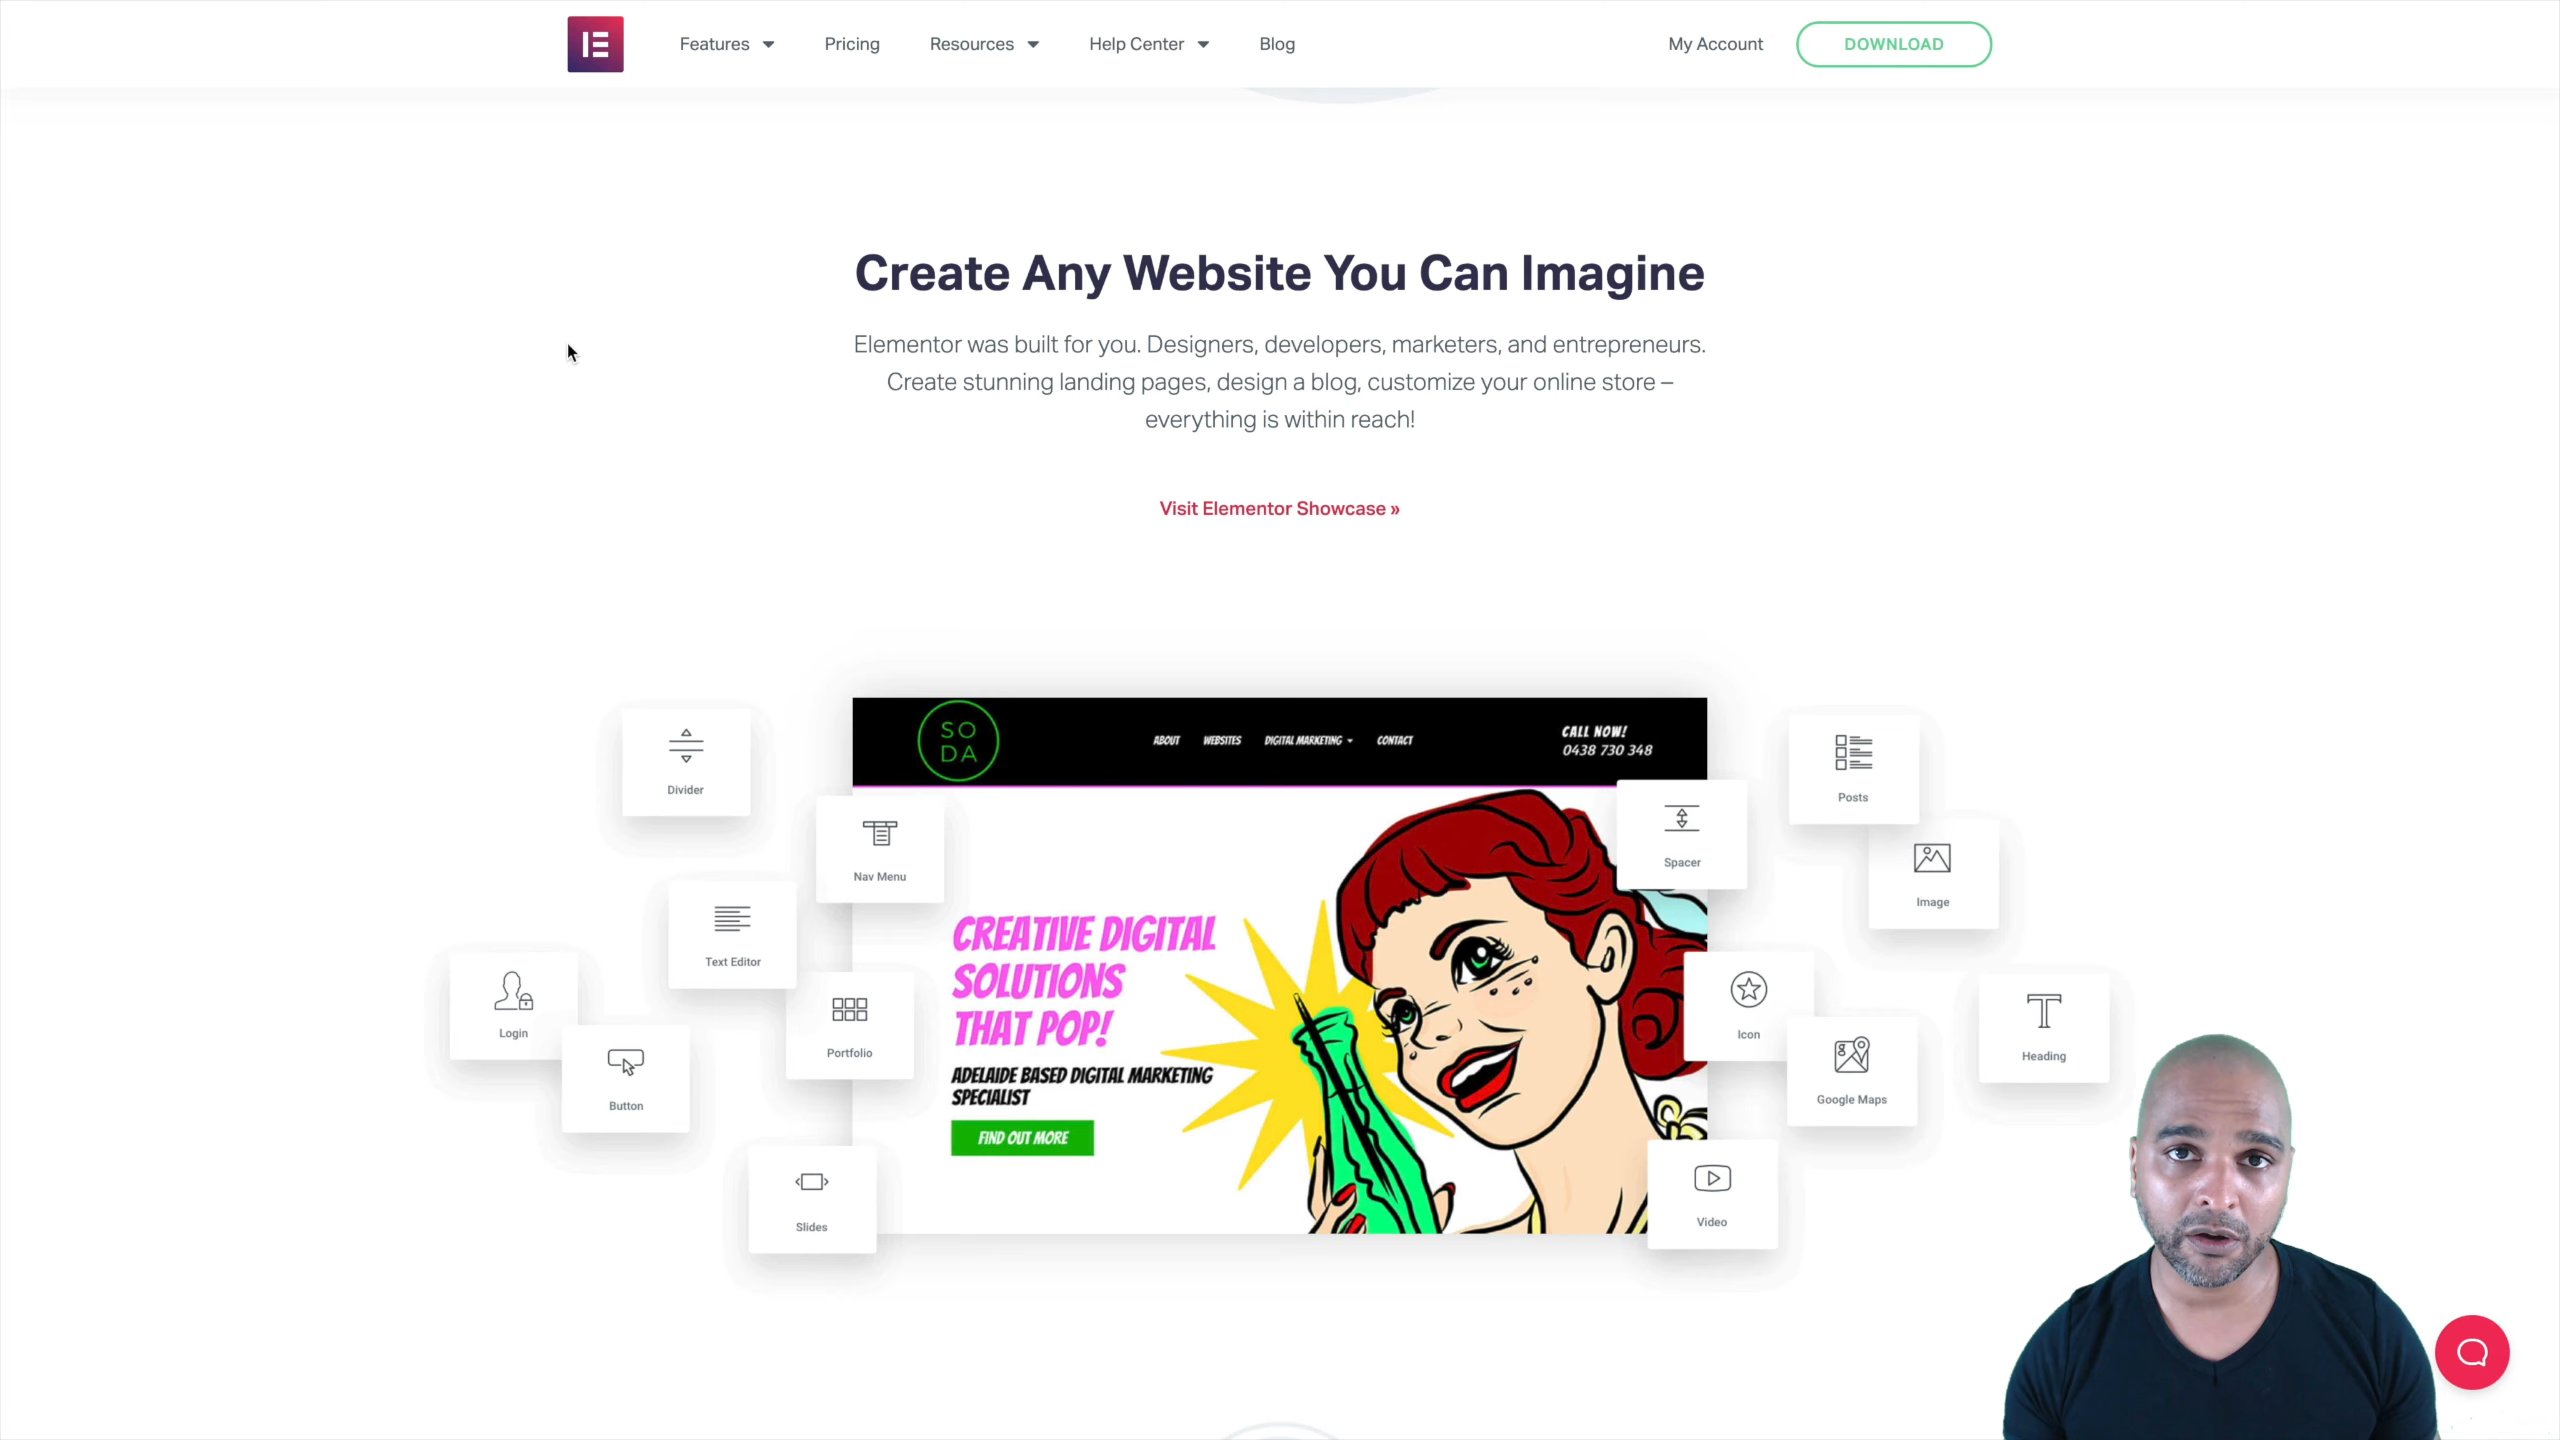 Features
Pricing
Resources
Help Center
Blog
My Account
DOWNLOAD
Create Any Website You Can Imagine
Elementor was built for you. Designers, developers, marketers, and entrepreneurs.
Create stunning landing pages, design a blog, customize your online store –
everything is within reach!
Visit Elementor Showcase »
SO
DA
ABOUT
WEBSITES
DIGITAL MARKETING
CONTACT
CALL NOW!
0438 730 348
Divider
Nav Menu
Text Editor
Login
Button
Portfolio
Slides
CREATIVE DIGITAL
SOLUTIONS
THAT POP!
ADELAIDE BASED DIGITAL MARKETING
SPECIALIST
FIND OUT MORE
Spacer
Posts
Image
Icon
Google Maps
Heading
Video